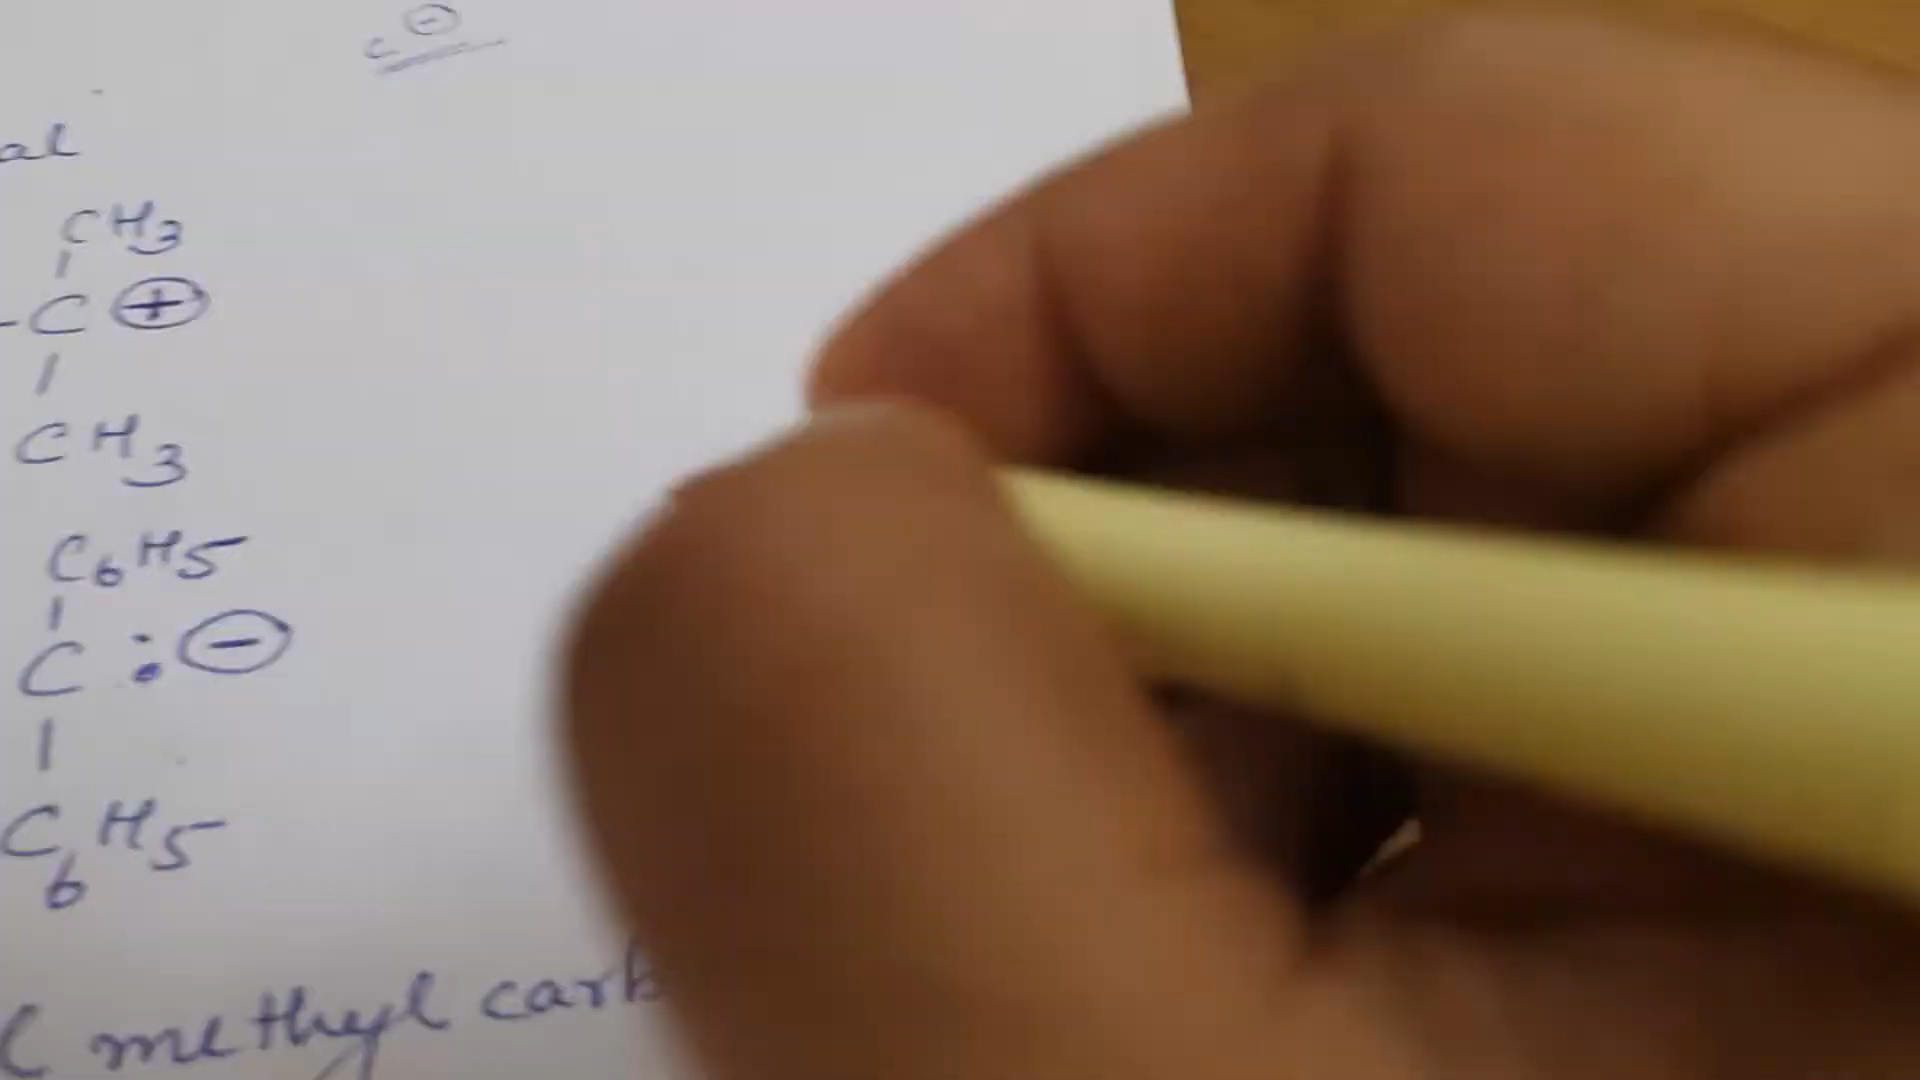 C⊖
al
CH3
-C⊕
CH3
C6H5
C:⊖
C6H5
l methyl carb